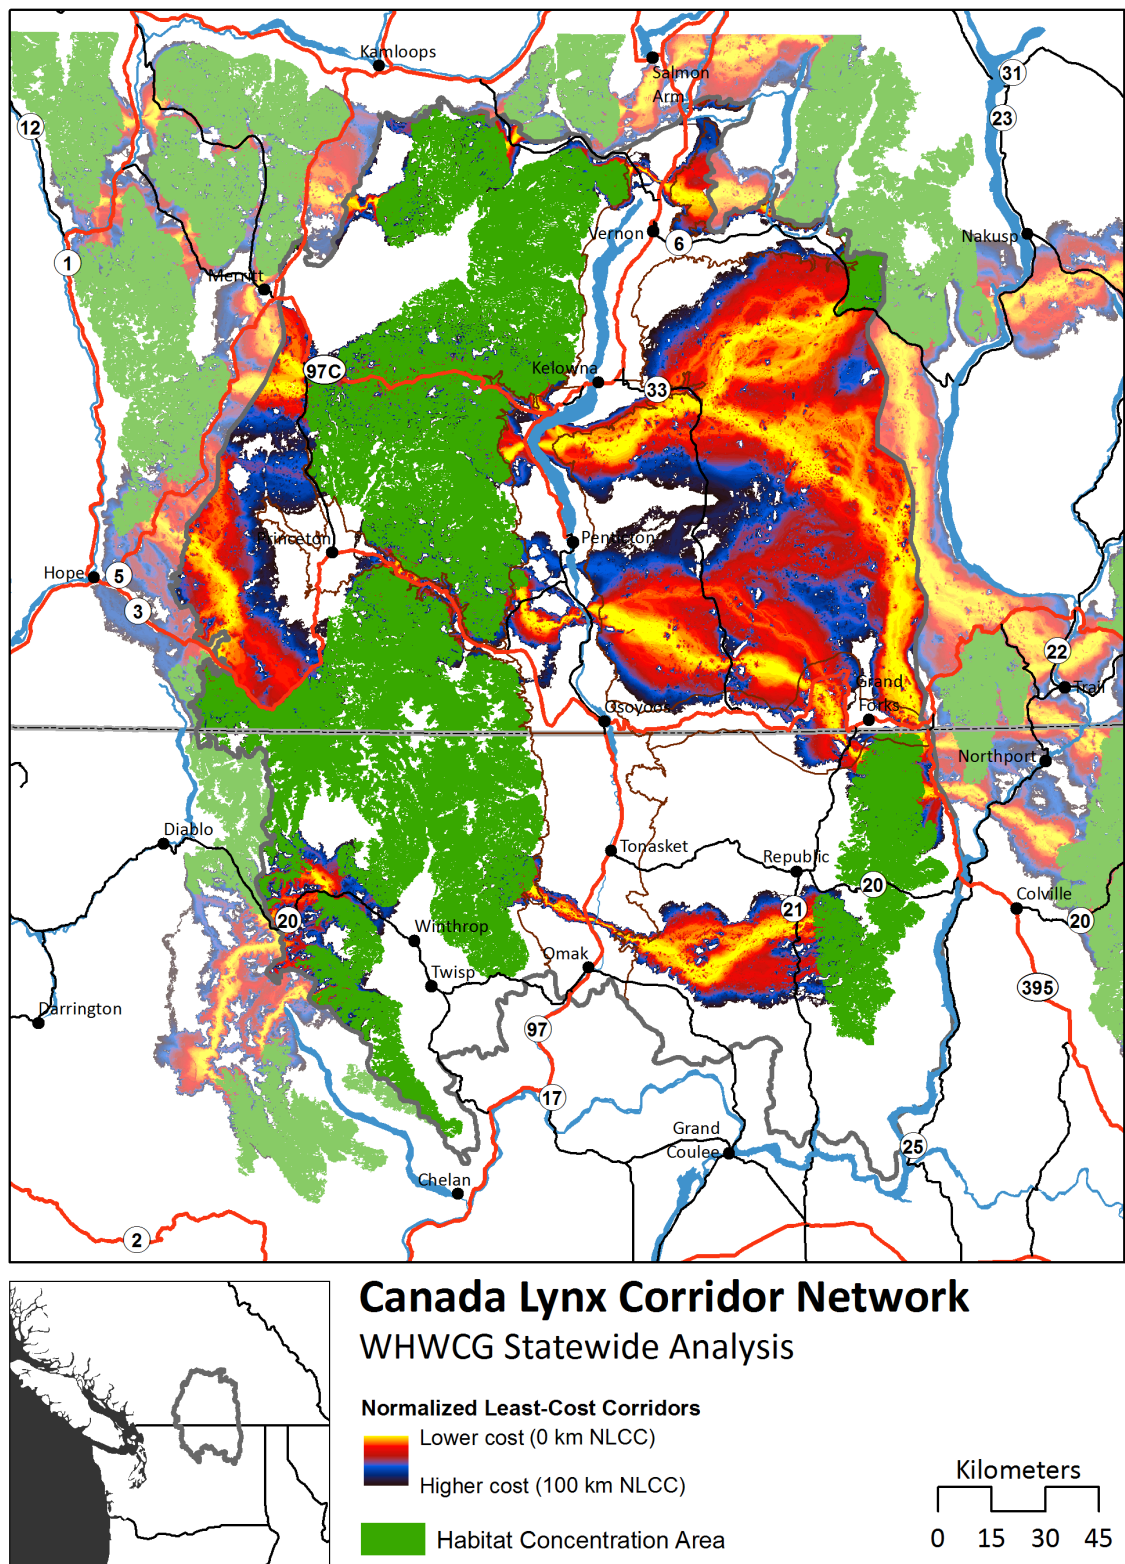 Kamloops
Salmon
Arm
31
23
12
Vernon
6
Nakusp
1
Merritt
97C
Kelowna
33
Princeton
Penticton
Hope
5
3
22
Trail
Grand
Forks
Osoyoos
Northport
Diablo
Tonasket
Republic
20
21
20
Colville
20
Winthrop
Omak
Twisp
395
Darrington
97
17
Grand
Coulee
25
Chelan
2
Canada Lynx Corridor Network
WHWCG Statewide Analysis
Normalized Least-Cost Corridors
Lower cost (0 km NLCC)
Higher cost (100 km NLCC)
Habitat Concentration Area
Kilometers
0 15 30 45